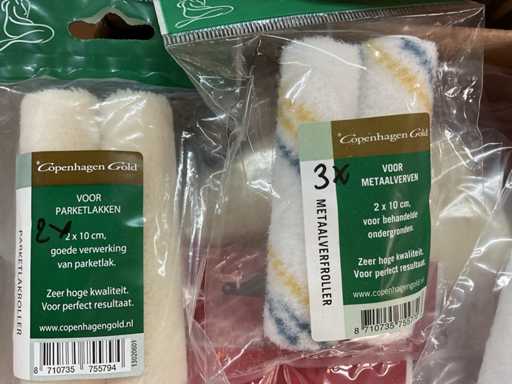 Copenhagen Gold
VOOR
PARKETLAKKEN
2x
2 x 10 cm,
goede verwerking
van parketlak.
Zeer hoge kwaliteit.
Voor perfect resultaat.
www.copenhagengold.nl
PARKETLAKROLLER
8 710735 755794
Copenhagen Gold
3x
VOOR
METAALVERVEN
2 x 10 cm,
voor behandelde
ondergronden.
Zeer hoge kwaliteit.
Voor perfect resultaat.
www.copenhagengold.nl
METAALVERFROLLER